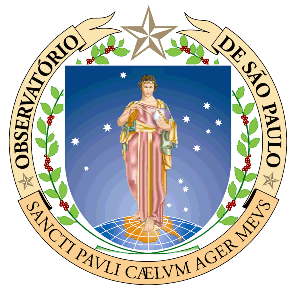 OBSERVATÓRIO DE SÃO PAULO
SANCTI PAVLI CÆLVM AGER MEVS